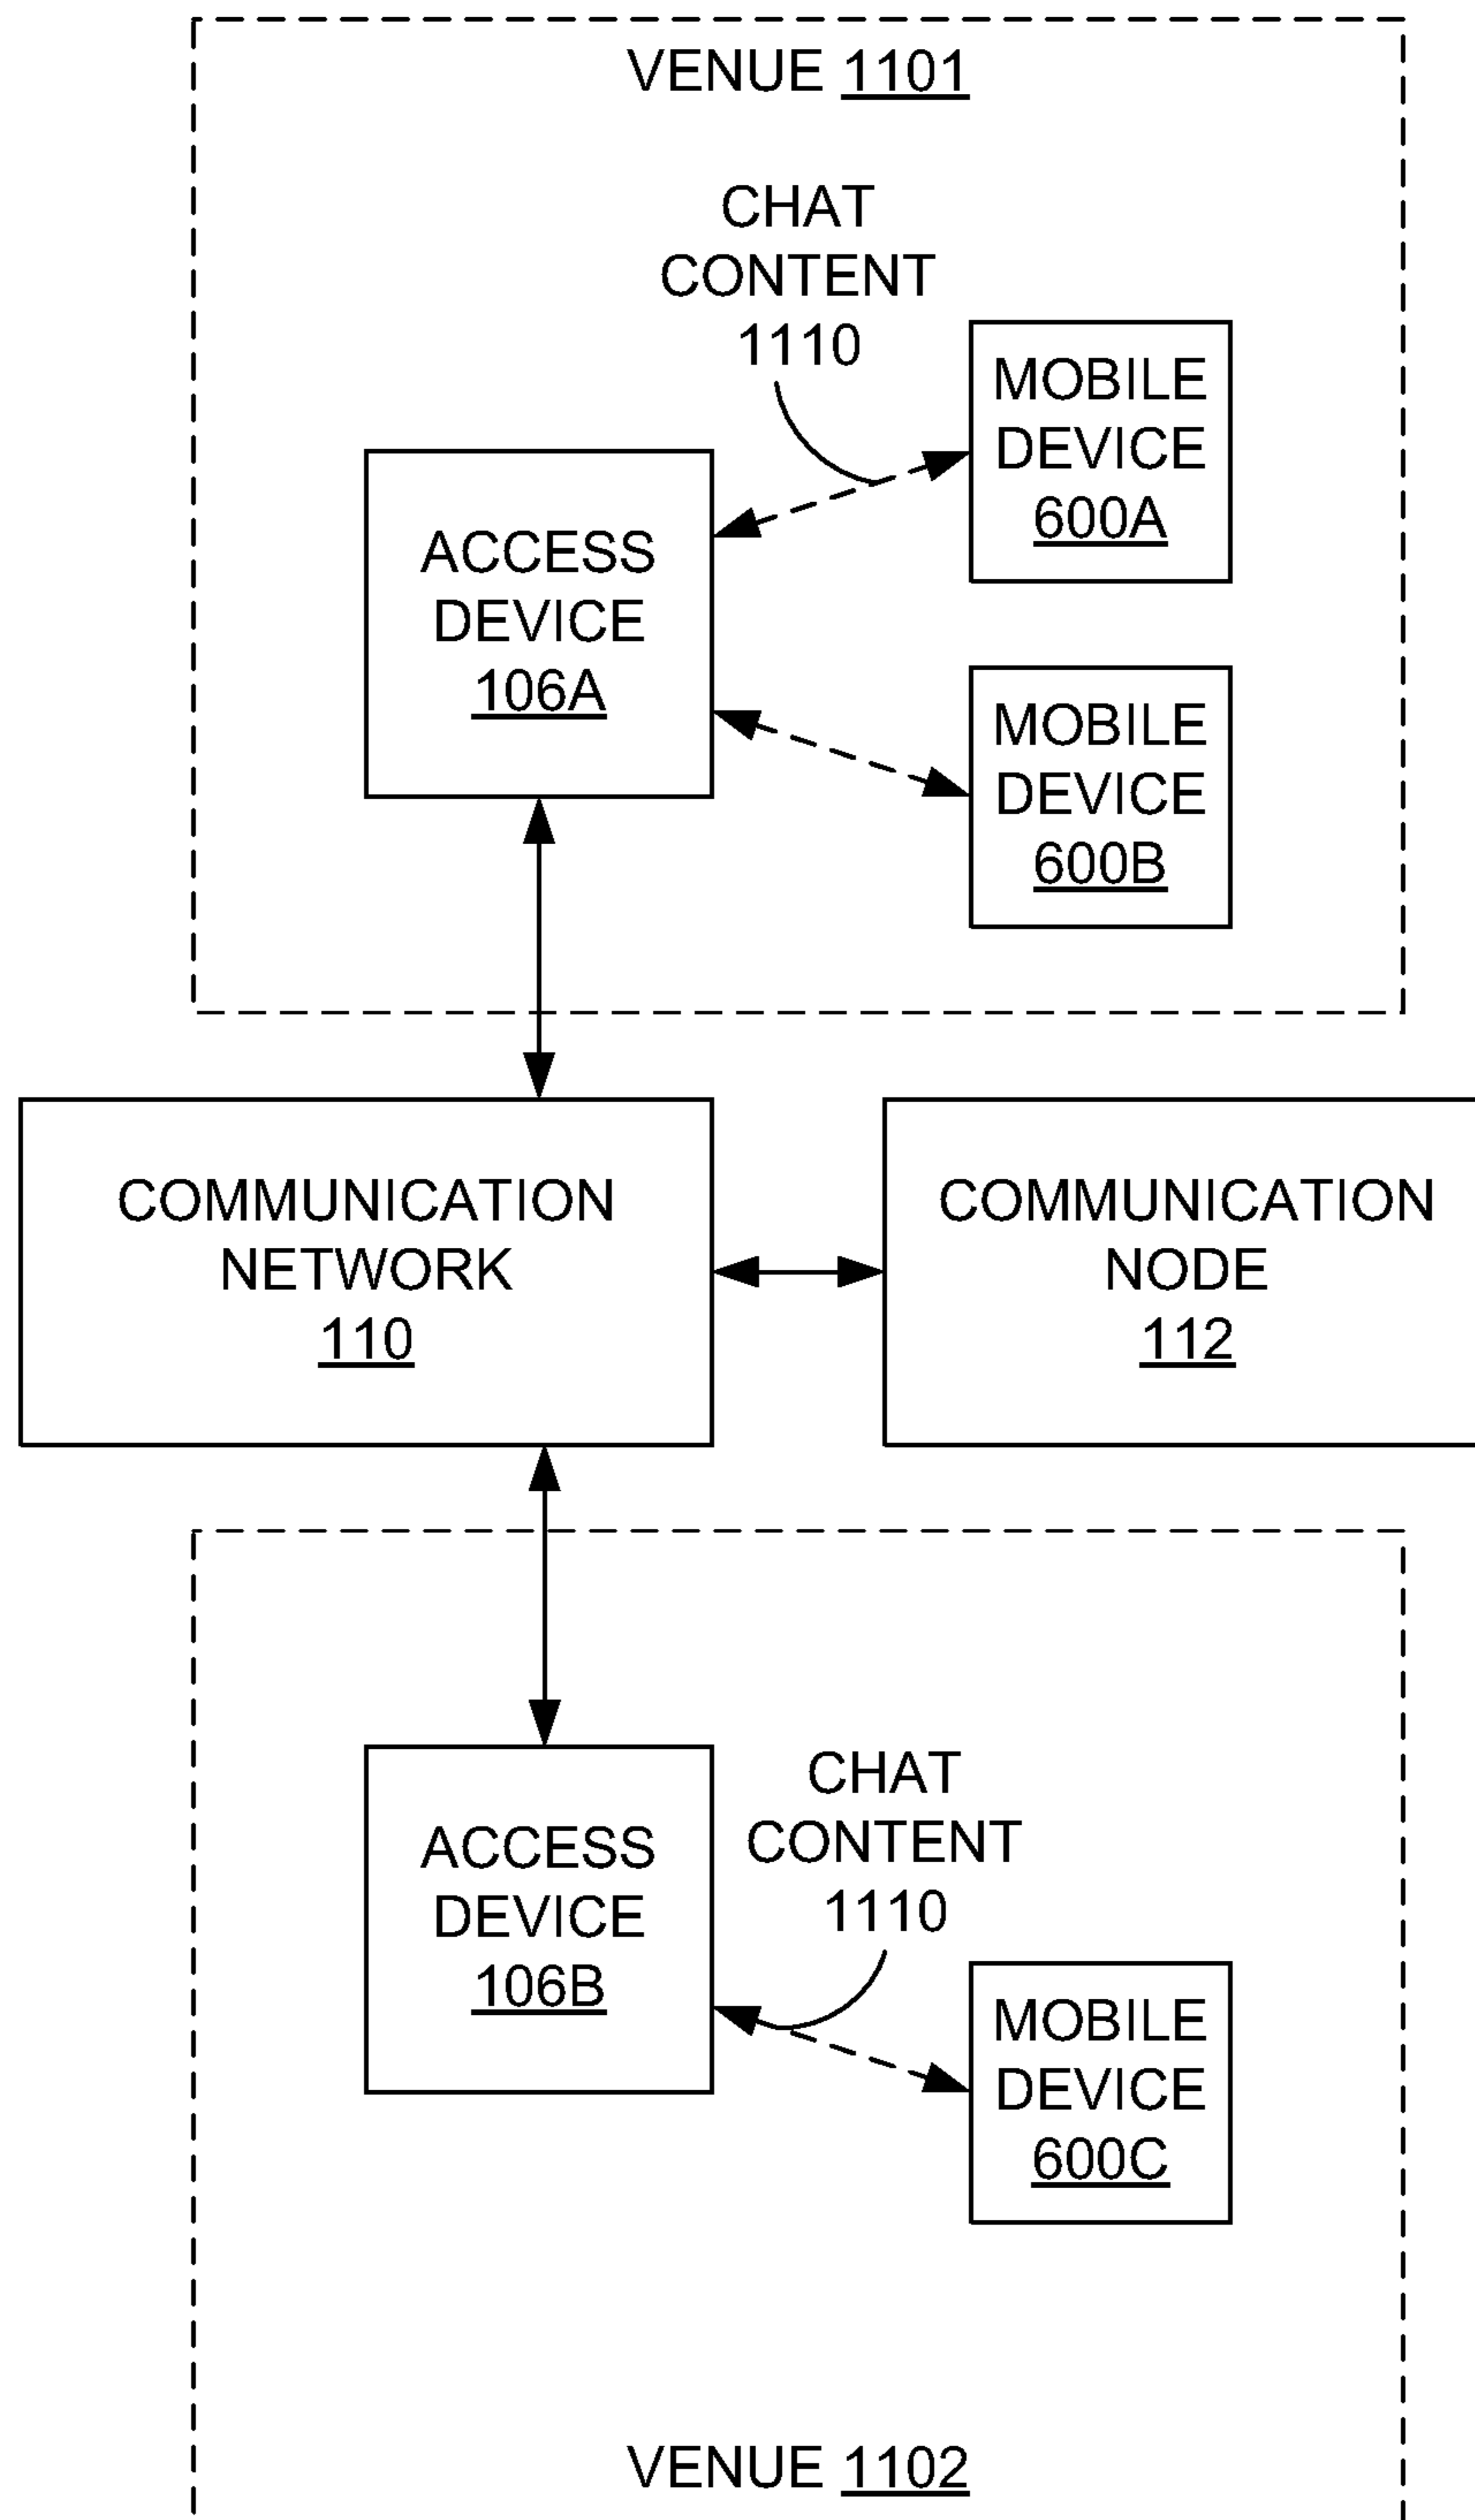 VENUE 1101
CHAT
CONTENT
1110
MOBILE
DEVICE
600A
ACCESS
DEVICE
106A
MOBILE
DEVICE
600B
COMMUNICATION
NETWORK
110
COMMUNICATION
NODE
112
CHAT
CONTENT
1110
ACCESS
DEVICE
106B
MOBILE
DEVICE
600C
VENUE 1102